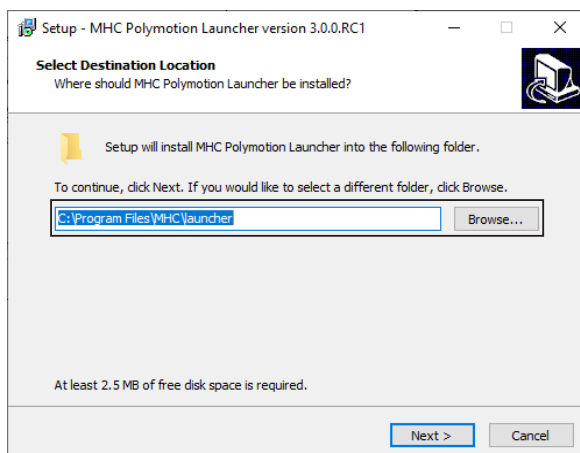 Setup - MHC Polymotion Launcher version 3.0.0.RC1
Select Destination Location
Where should MHC Polymotion Launcher be installed?
Setup will install MHC Polymotion Launcher into the following folder.
To continue, click Next. If you would like to select a different folder, click Browse.
C:\Program Files\MHC\launcher
Browse...
At least 2.5 MB of free disk space is required.
Next >
Cancel